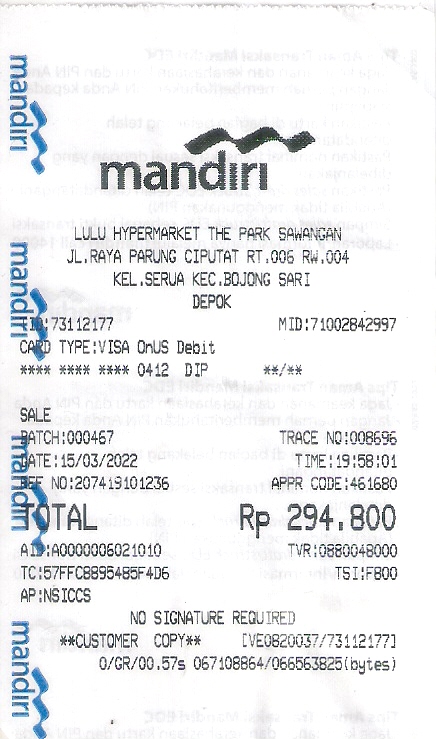 mandiri
LULU HYPERMARKET THE PARK SAWANGAN
JL.RAYA PARUNG CIPUTAT RT.006 RW.004
KEL.SERUA KEC.BOJONG SARI
DEPOK
TID:73112177 MID:71002842997
CARD TYPE:VISA OnUS Debit
**** **** **** 0412 DIP **/**
SALE
BATCH:000467 TRACE NO:008696
DATE:15/03/2022 TIME:19:58:01
REF NO:207419101236 APPR CODE:461680
TOTAL Rp 294.800
AID:A0000006021010 TVR:0880048000
TC:57FFC8895485F4D6 TSI:F800
AP:NSICCS
NO SIGNATURE REQUIRED
**CUSTOMER COPY** [VE0820037/73112177]
0/GR/00.57s 067108864/066563825(bytes)
mandiri
mandiri
mandiri
mandiri